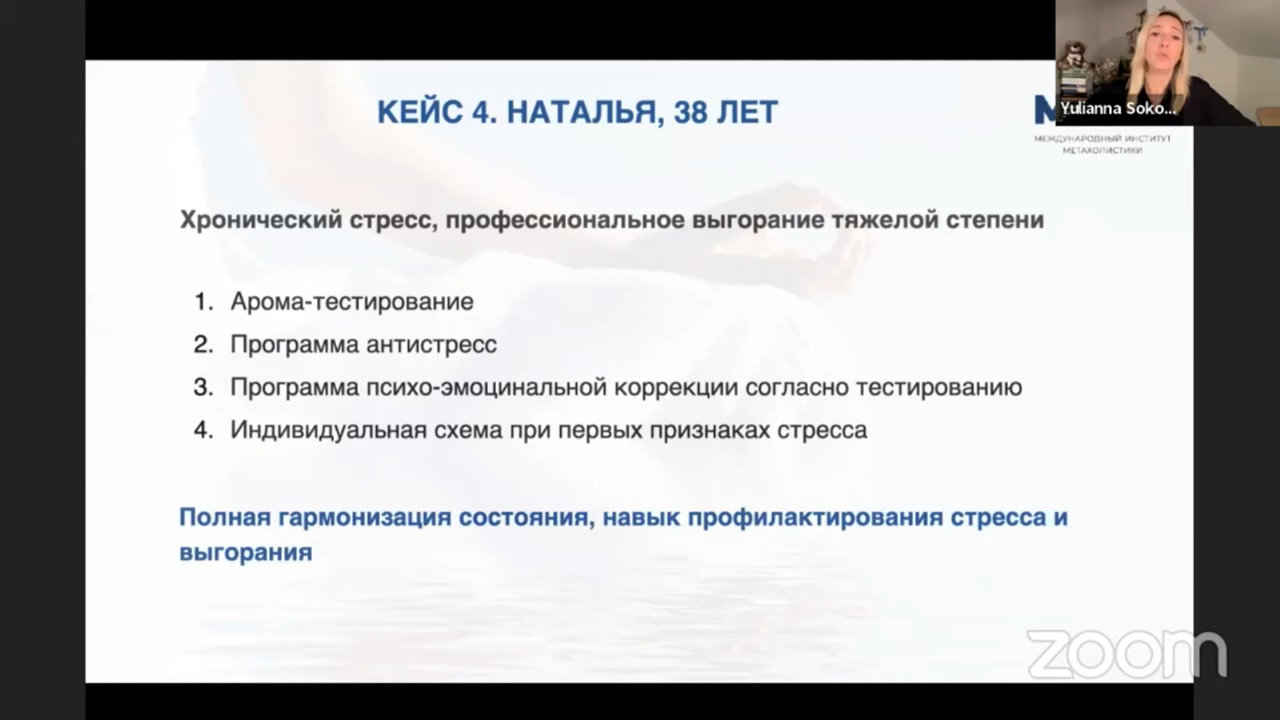 КЕЙС 4. НАТАЛЬЯ, 38 ЛЕТ
Yulianna Soko...
МЕЖДУНАРОДНЫЙ ИНСТИТУТ
МЕТАХОЛИСТИКИ
Хронический стресс, профессиональное выгорание тяжелой степени
1. Арома-тестирование
2. Программа антистресс
3. Программа психо-эмоцинальной коррекции согласно тестированию
4. Индивидуальная схема при первых признаках стресса
Полная гармонизация состояния, навык профилактирования стресса и
выгорания
zoom